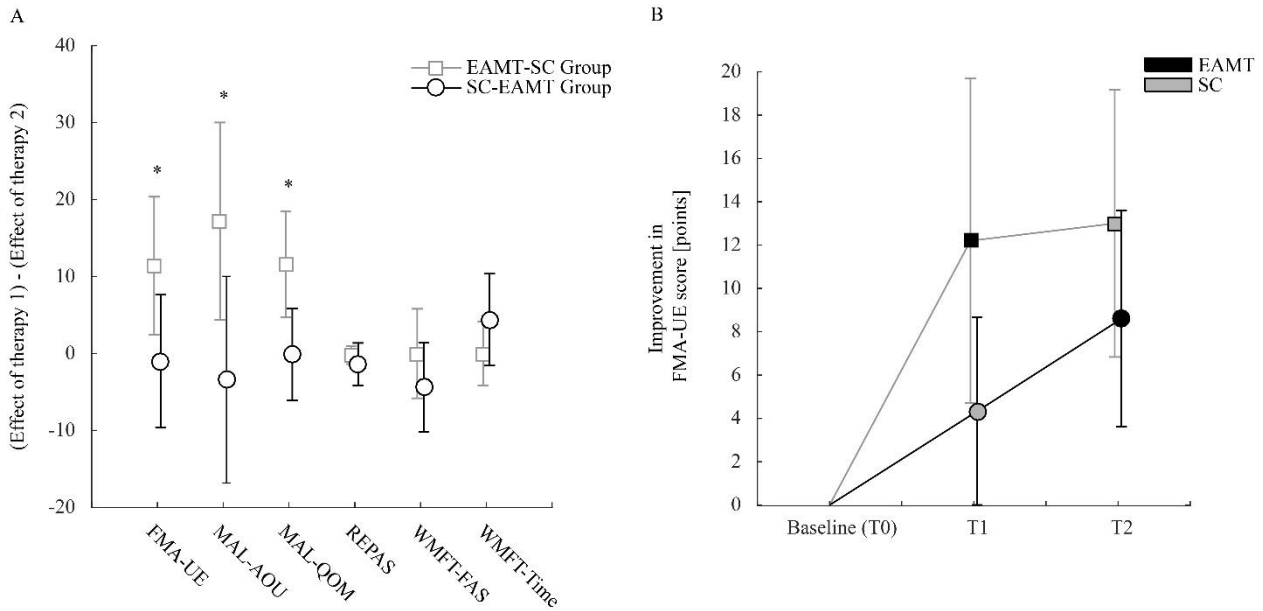 A
(Effect of therapy 1) - (Effect of therapy 2)
40
30
20
10
0
-10
-20
EAMT-SC Group
SC-EAMT Group
*
*
*
FMA-UE
MAL-AOU
MAL-QOM
REPAS
WMFT-FAS
WMFT-Time
B
Improvement in
FMA-UE score [points]
20
18
16
14
12
10
8
6
4
2
0
EAMT
SC
Baseline (T0)
T1
T2